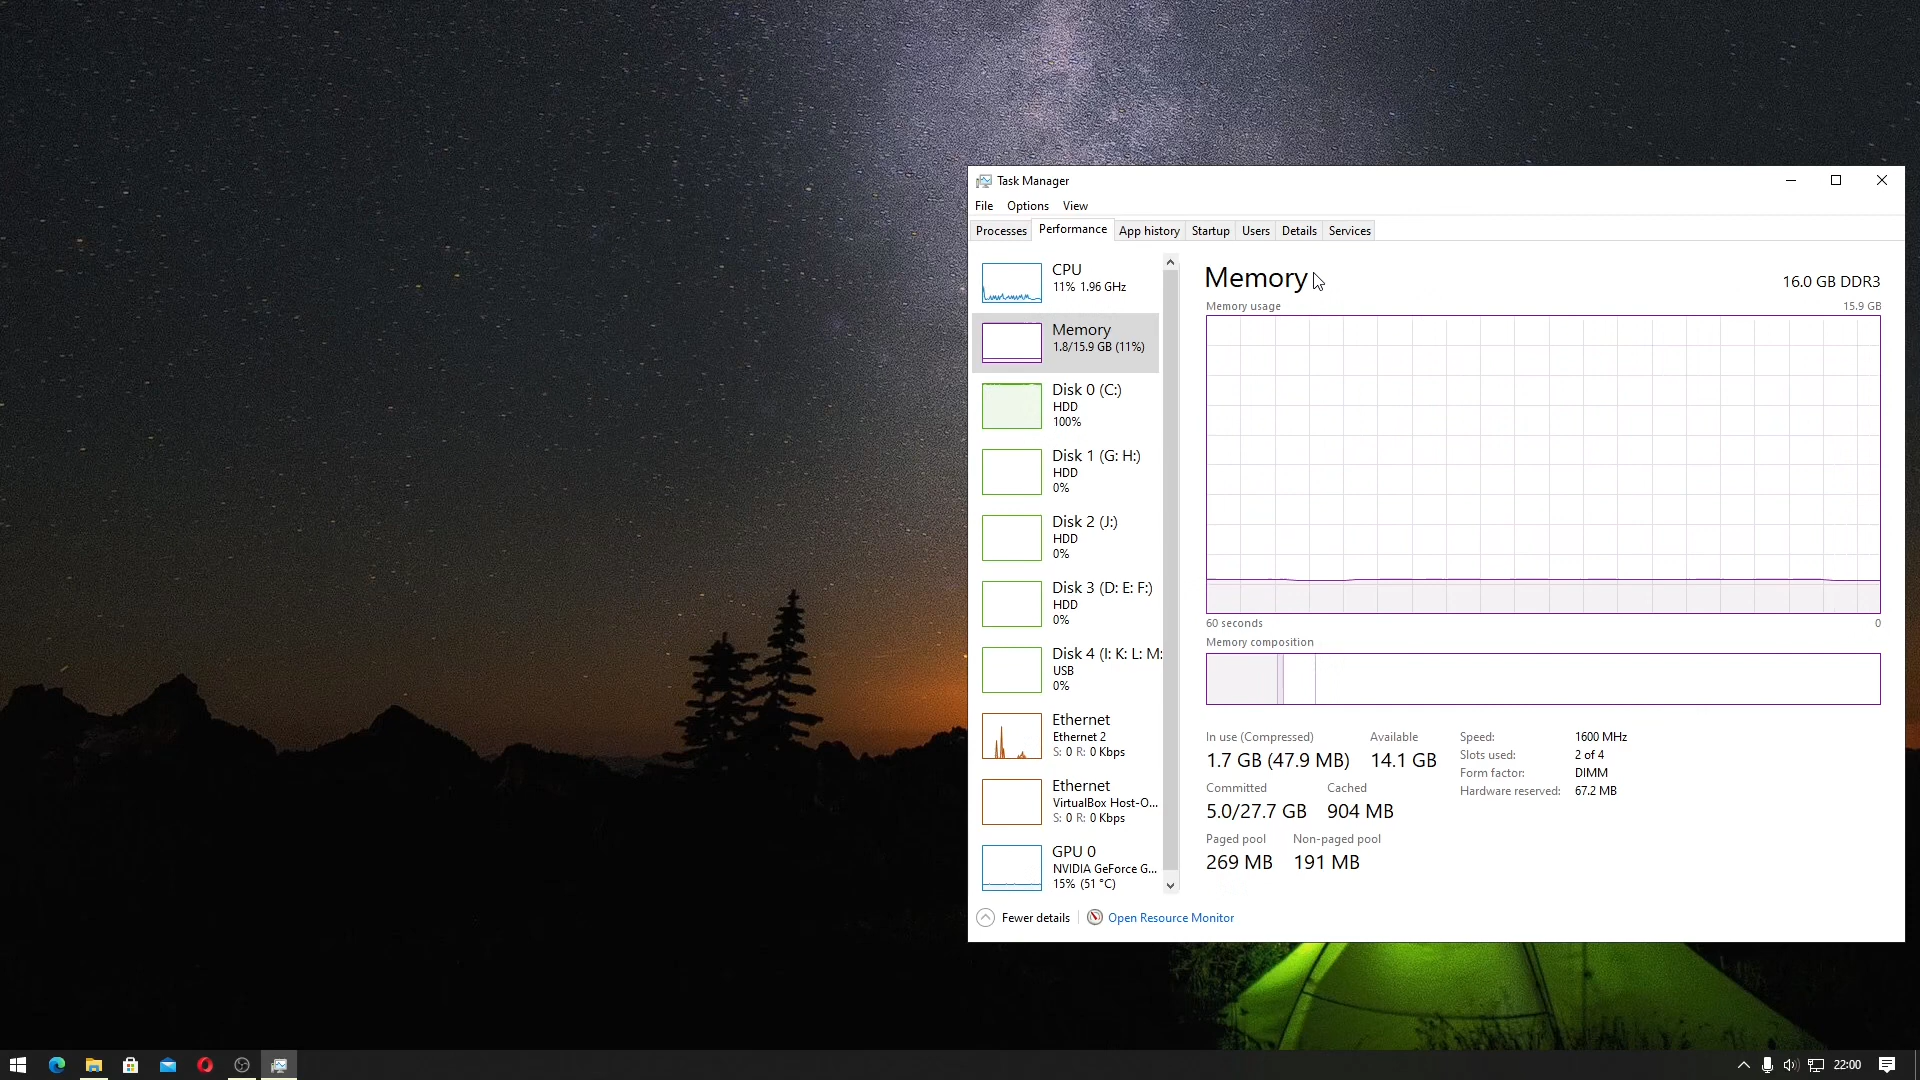 Task Manager
File Options View
Processes Performance App history Startup Users Details Services
CPU
11% 1.96 GHz
Memory
1.8/15.9 GB (11%)
Disk 0 (C:)
HDD
100%
Disk 1 (G: H:)
HDD
0%
Disk 2 (J:)
HDD
0%
Disk 3 (D: E: F:)
HDD
0%
Disk 4 (I: K: L: M:
USB
0%
Ethernet
Ethernet 2
S: 0 R: 0 Kbps
Ethernet
VirtualBox Host-O...
S: 0 R: 0 Kbps
GPU 0
NVIDIA GeForce G...
15% (51 °C)
Memory 16.0 GB DDR3
Memory usage 15.9 GB
60 seconds 0
Memory composition
In use (Compressed) Available
1.7 GB (47.9 MB) 14.1 GB
Committed Cached
5.0/27.7 GB 904 MB
Paged pool Non-paged pool
269 MB 191 MB
Speed: 1600 MHz
Slots used: 2 of 4
Form factor: DIMM
Hardware reserved: 67.2 MB
Fewer details Open Resource Monitor
22:00